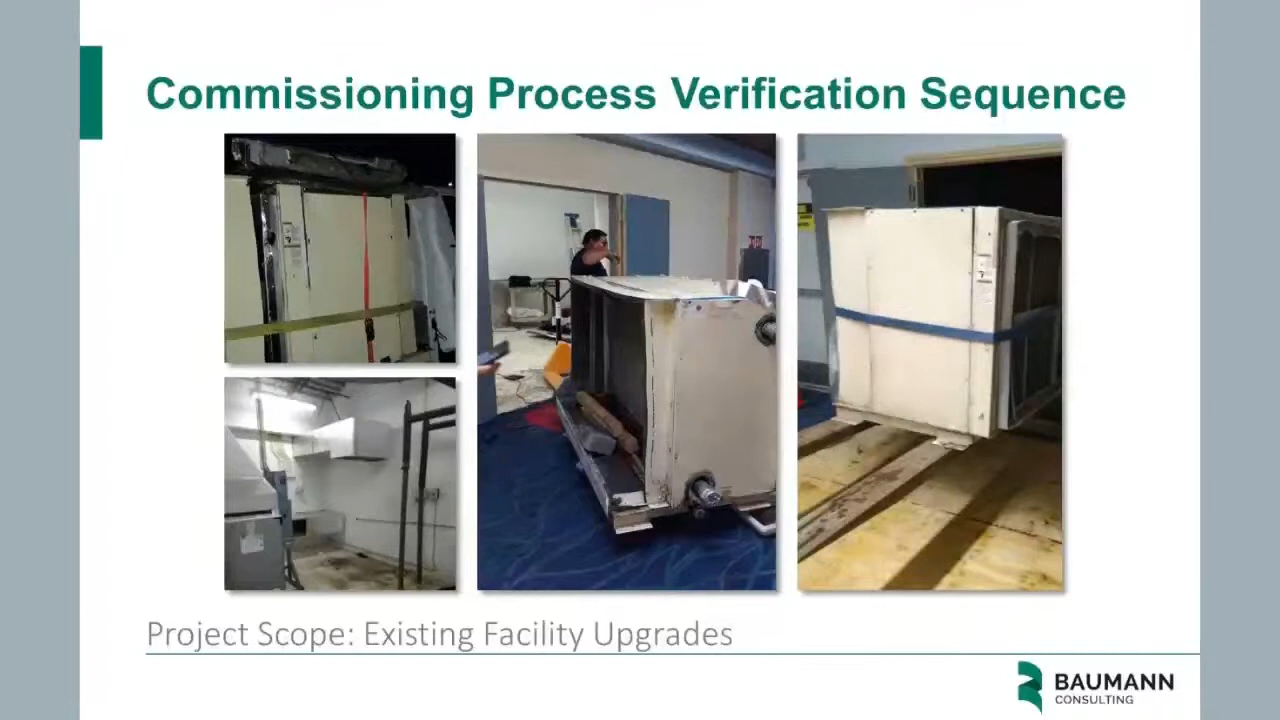 Commissioning Process Verification Sequence
Project Scope: Existing Facility Upgrades
BAUMANN
CONSULTING